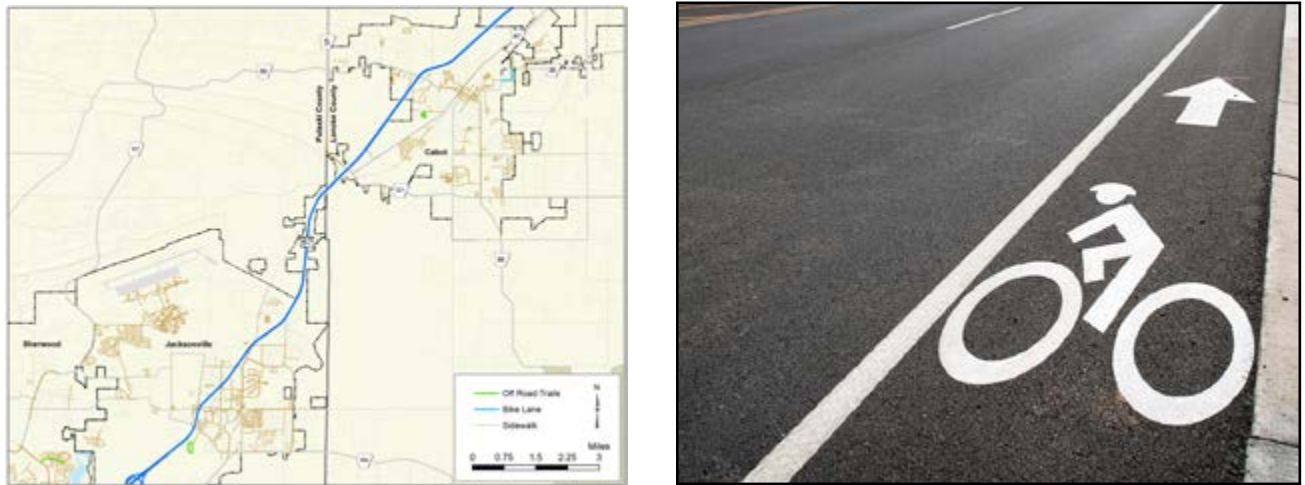 Pulaski County
Lonoke County
Cabot
Sherwood
Jacksonville
Off Road Trails
Bike Lane
Sidewalk
N
Miles
0 0.75 1.5 2.25 3